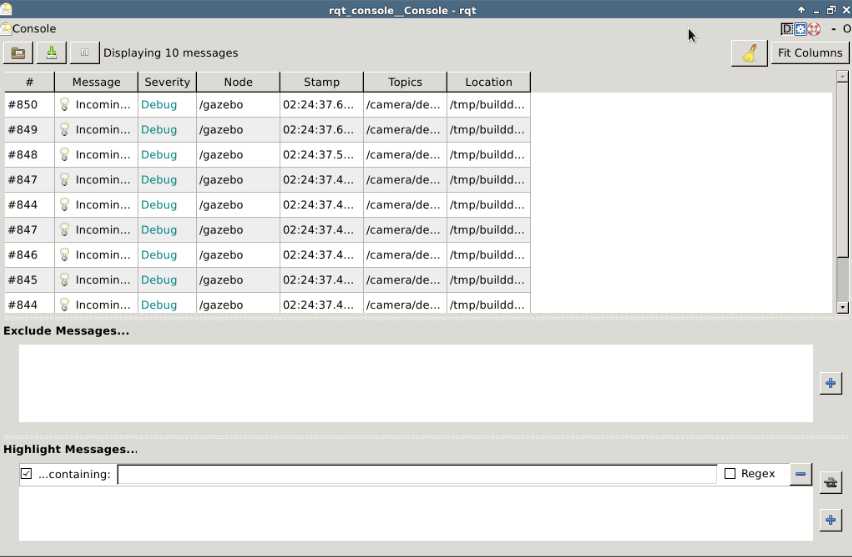 rqt_console__Console - rqt
Console D - O
Displaying 10 messages Fit Columns
# Message Severity Node Stamp Topics Location
#850 Incomin... Debug /gazebo 02:24:37.6... /camera/de... /tmp/buildd...
#849 Incomin... Debug /gazebo 02:24:37.6... /camera/de... /tmp/buildd...
#848 Incomin... Debug /gazebo 02:24:37.5... /camera/de... /tmp/buildd...
#847 Incomin... Debug /gazebo 02:24:37.4... /camera/de... /tmp/buildd...
#844 Incomin... Debug /gazebo 02:24:37.4... /camera/de... /tmp/buildd...
#847 Incomin... Debug /gazebo 02:24:37.4... /camera/de... /tmp/buildd...
#846 Incomin... Debug /gazebo 02:24:37.4... /camera/de... /tmp/buildd...
#845 Incomin... Debug /gazebo 02:24:37.4... /camera/de... /tmp/buildd...
#844 Incomin... Debug /gazebo 02:24:37.4... /camera/de... /tmp/buildd...
Exclude Messages...
Highlight Messages...
...containing: Regex